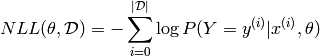 NLL(θ, 𝒟) = −∑_{i=0}^{|𝒟|} log P(Y = y^{(i)}|x^{(i)}, θ)